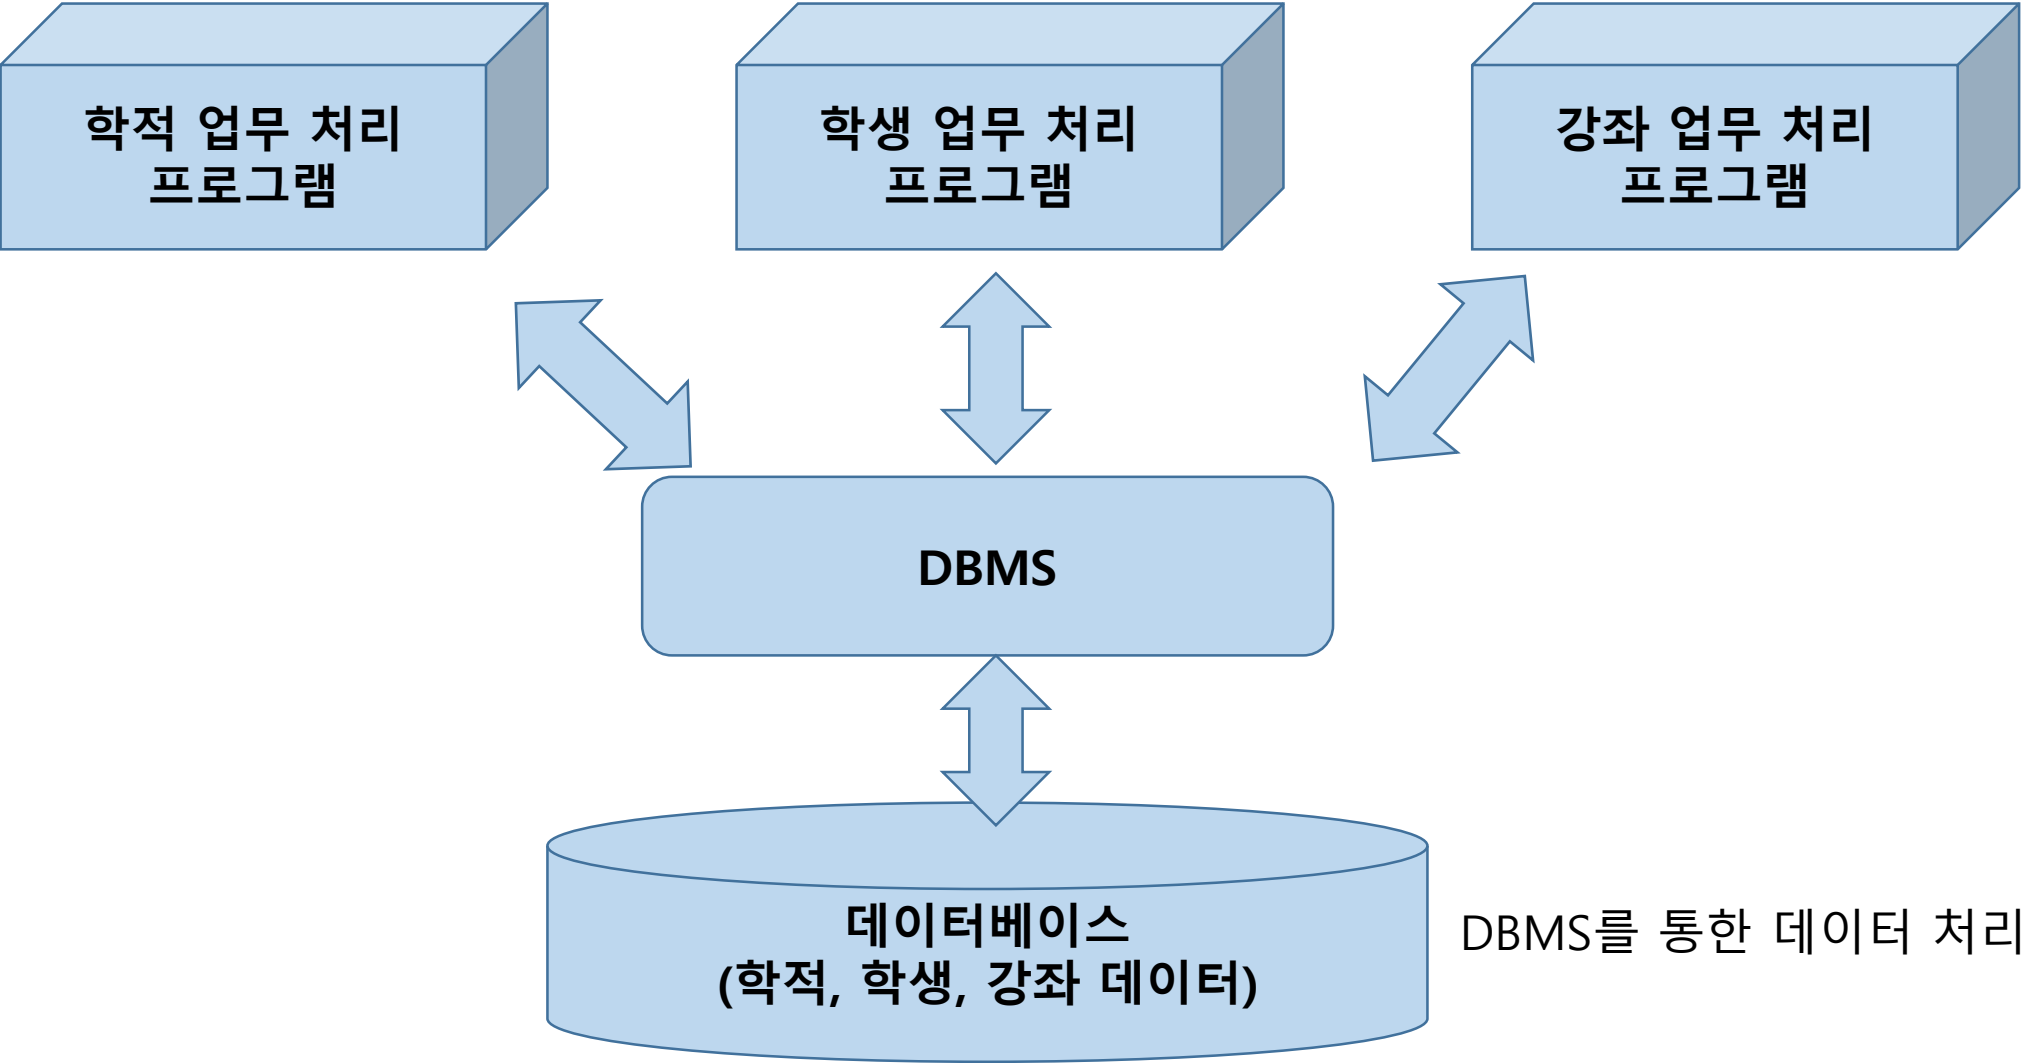 학적 업무 처리
프로그램
학생 업무 처리
프로그램
강좌 업무 처리
프로그램
DBMS
데이터베이스
(학적, 학생, 강좌 데이터)
DBMS를 통한 데이터 처리